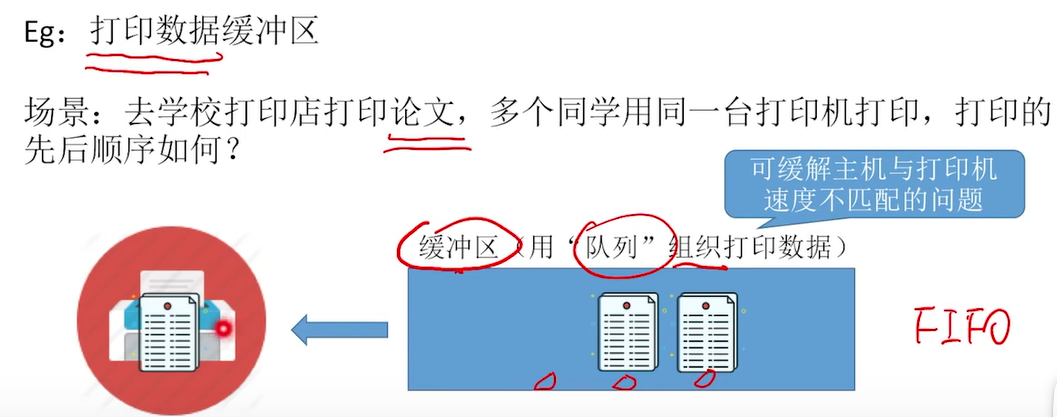 Eg：打印数据缓冲区
场景：去学校打印店打印论文，多个同学用同一台打印机打印，打印的
先后顺序如何？
可缓解主机与打印机
速度不匹配的问题
缓冲区（用“队列”组织打印数据）
FIFO